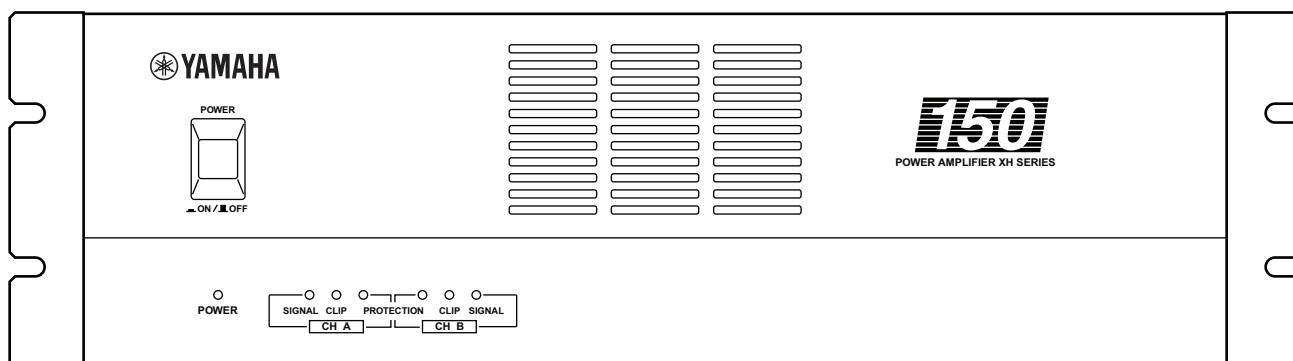 YAMAHA
POWER
ON / OFF
150
POWER AMPLIFIER XH SERIES
POWER
SIGNAL CLIP PROTECTION CLIP SIGNAL
CH A CH B